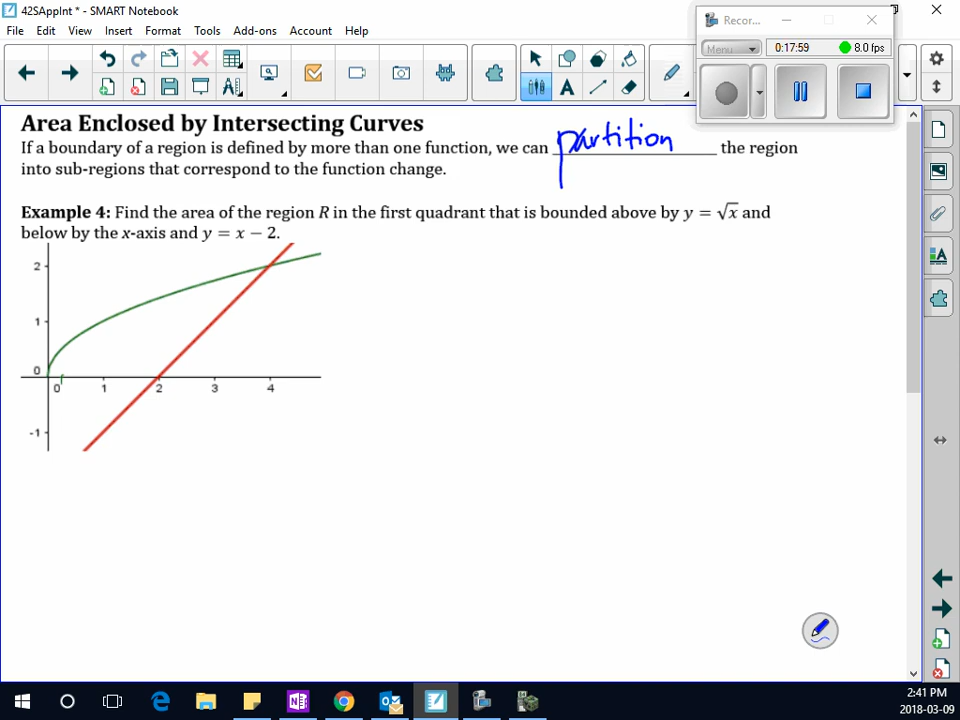 42SAppInt * - SMART Notebook
File Edit View Insert Format Tools Add-ons Account Help
Recor...
Menu
0:17:59
8.0 fps
Area Enclosed by Intersecting Curves
If a boundary of a region is defined by more than one function, we can partition the region
into sub-regions that correspond to the function change.
Example 4: Find the area of the region R in the first quadrant that is bounded above by y = √x and
below by the x-axis and y = x − 2.
2
1
0
0 1 2 3 4
-1
2:41 PM
2018-03-09